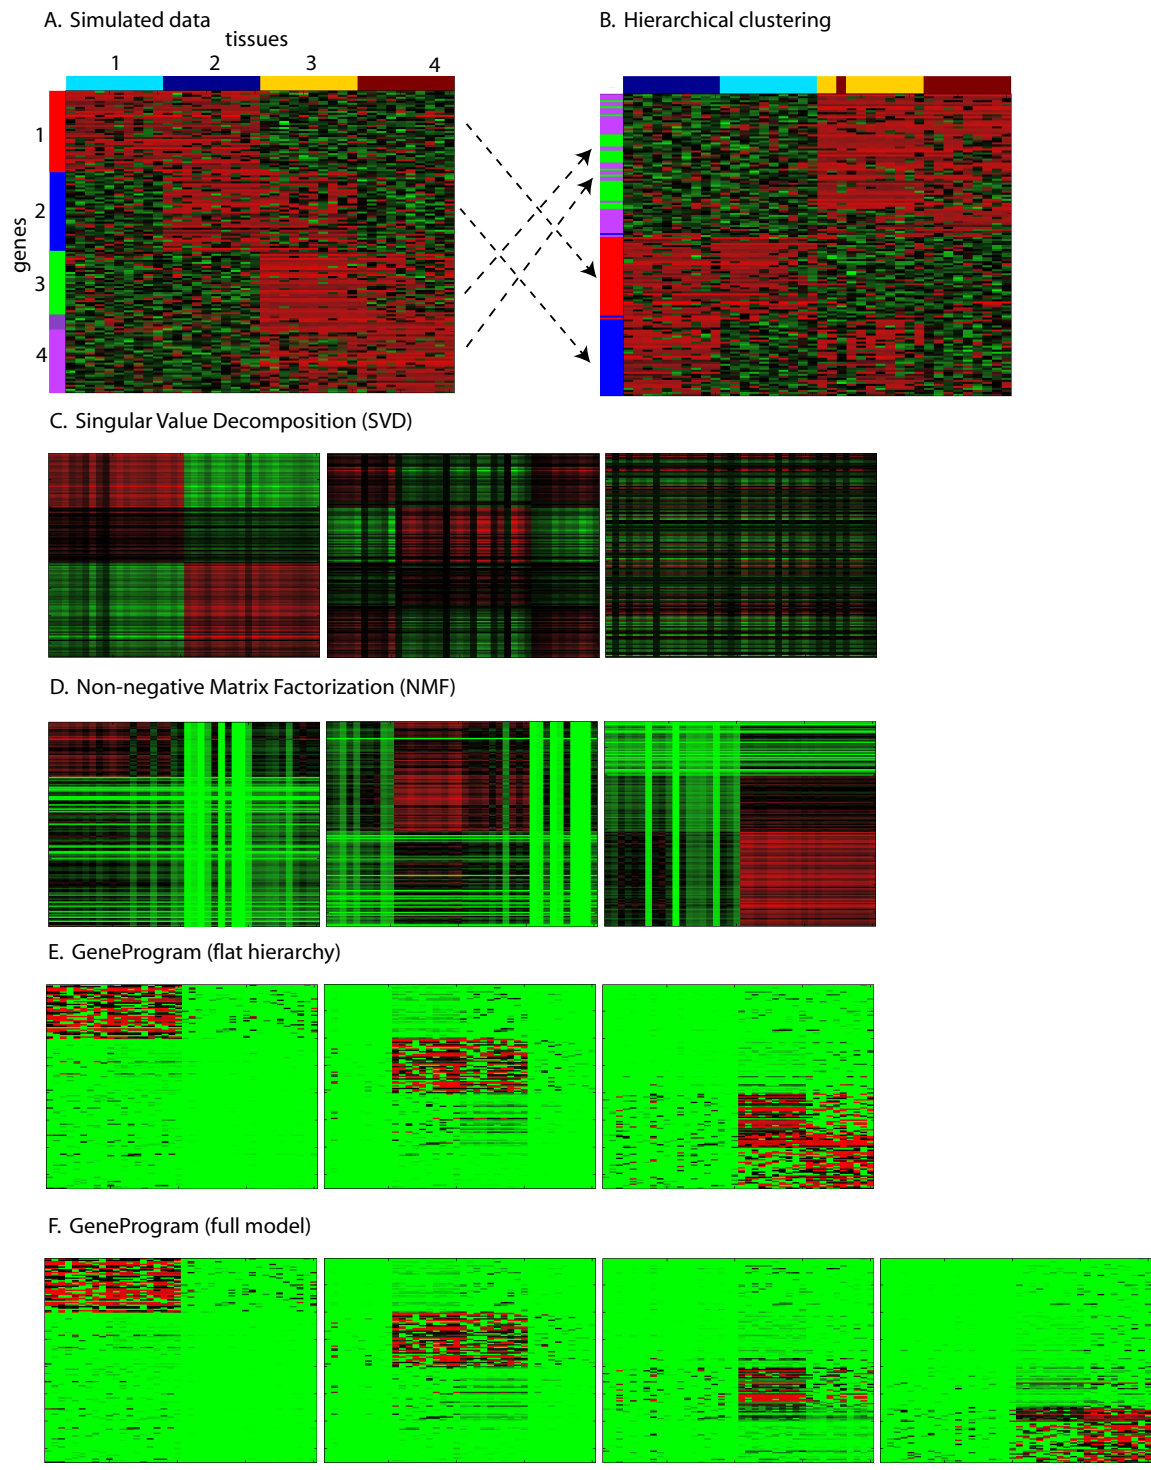 A. Simulated data
tissues
1 2 3 4
genes
1
2
3
4
B. Hierarchical clustering
C. Singular Value Decomposition (SVD)
D. Non-negative Matrix Factorization (NMF)
E. GeneProgram (flat hierarchy)
F. GeneProgram (full model)